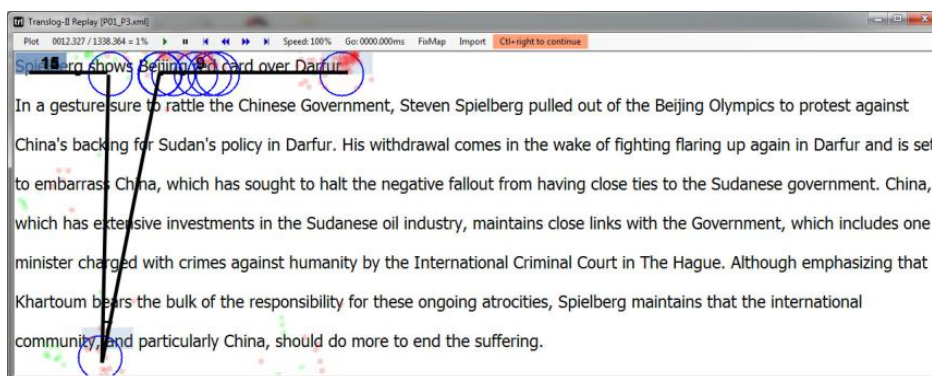 Translog-II Replay [P01_P3.xml]
Plot 0012.327 / 1338.364 = 1% Speed: 100% Go: 0000.000ms FixMap Import Ctl+right to continue
Spielberg shows Beijing red card over Darfur
In a gesture sure to rattle the Chinese Government, Steven Spielberg pulled out of the Beijing Olympics to protest against
China's backing for Sudan's policy in Darfur. His withdrawal comes in the wake of fighting flaring up again in Darfur and is set
to embarrass China, which has sought to halt the negative fallout from having close ties to the Sudanese government. China,
which has extensive investments in the Sudanese oil industry, maintains close links with the Government, which includes one
minister charged with crimes against humanity by the International Criminal Court in The Hague. Although emphasizing that
Khartoum bears the bulk of the responsibility for these ongoing atrocities, Spielberg maintains that the international
community, and particularly China, should do more to end the suffering.